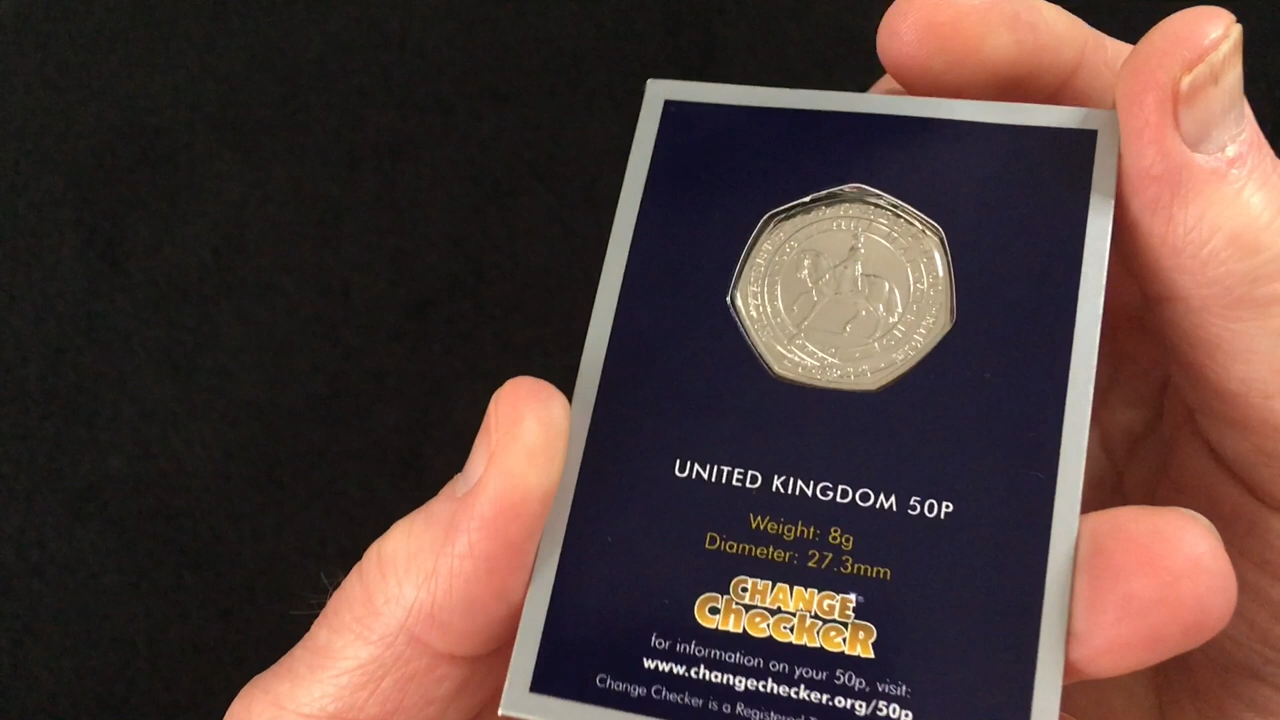 UNITED KINGDOM 50P
Weight: 8g
Diameter: 27.3mm
CHANGE
CheckeR
for information on your 50p, visit:
www.changechecker.org/50p
Change Checker is a Registered